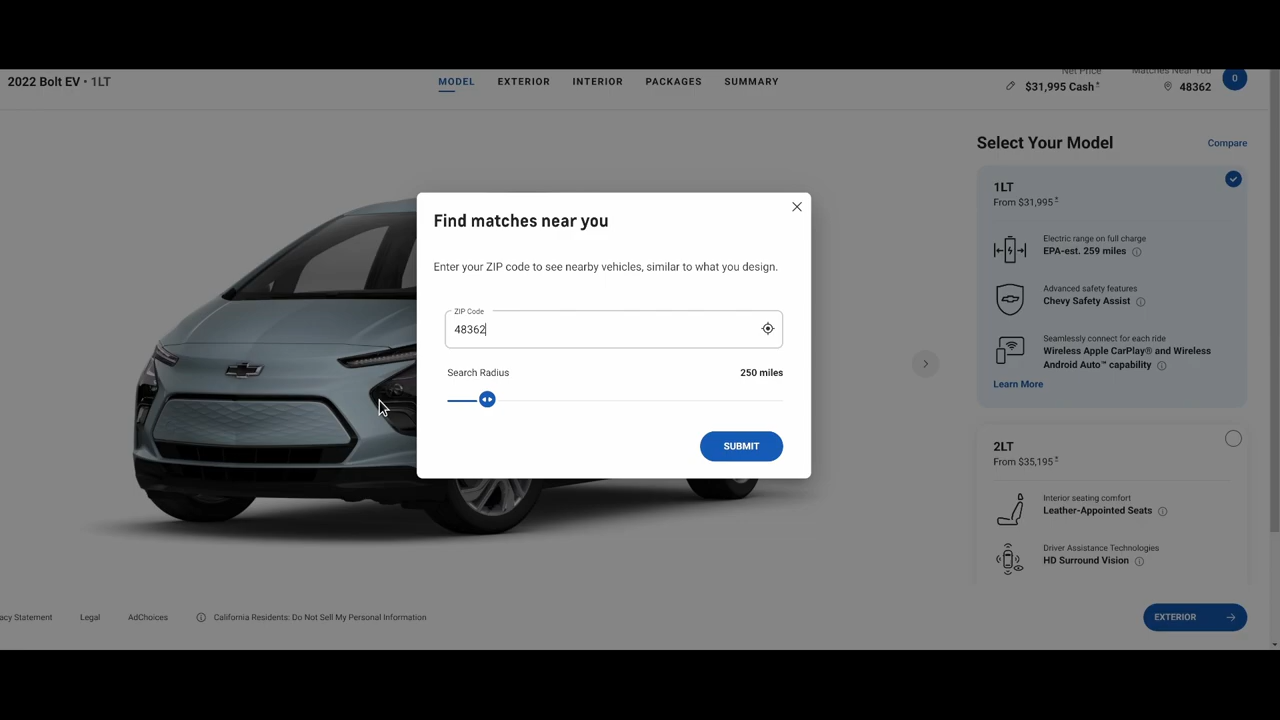 2022 Bolt EV • 1LT
MODEL
EXTERIOR
INTERIOR
PACKAGES
SUMMARY
Net Price
$31,995 Cash‡
Matches Near You
48362
0
Select Your Model
Compare
1LT
From $31,995‡
Electric range on full charge
EPA-est. 259 miles
Advanced safety features
Chevy Safety Assist
Seamlessly connect for each ride
Wireless Apple CarPlay® and Wireless
Android Auto™ capability
Learn More
2LT
From $35,195‡
Interior seating comfort
Leather-Appointed Seats
Driver Assistance Technologies
HD Surround Vision
Find matches near you
Enter your ZIP code to see nearby vehicles, similar to what you design.
ZIP Code
48362
Search Radius
250 miles
SUBMIT
acy Statement
Legal
AdChoices
California Residents: Do Not Sell My Personal Information
EXTERIOR